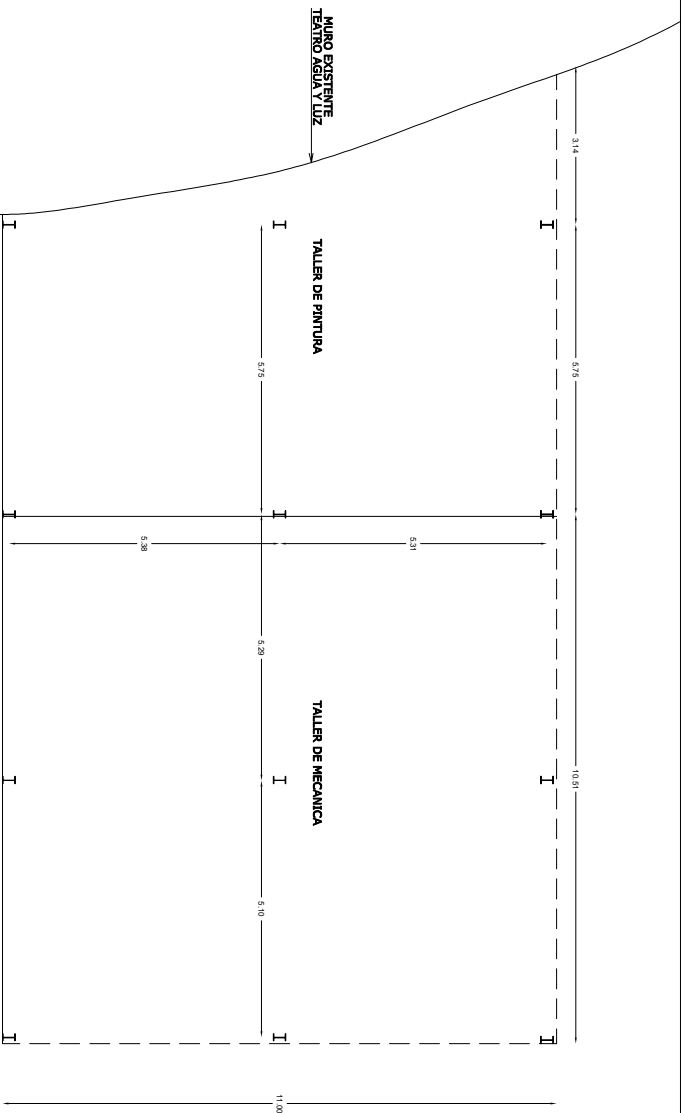 MURO EXISTENTE
TEATRO AGUA Y LUZ
3.14
5.75
10.51
TALLER DE PINTURA
TALLER DE MECANICA
5.75
5.31
5.38
5.29
5.10
11.00